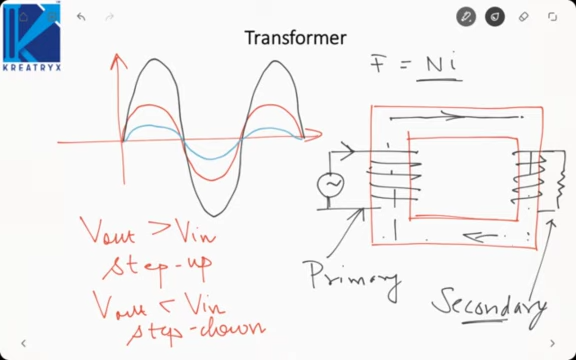 KREATRYX
Transformer
F = Ni
Vout > Vin
step-up
Vout < Vin
step-down
Primary
Secondary